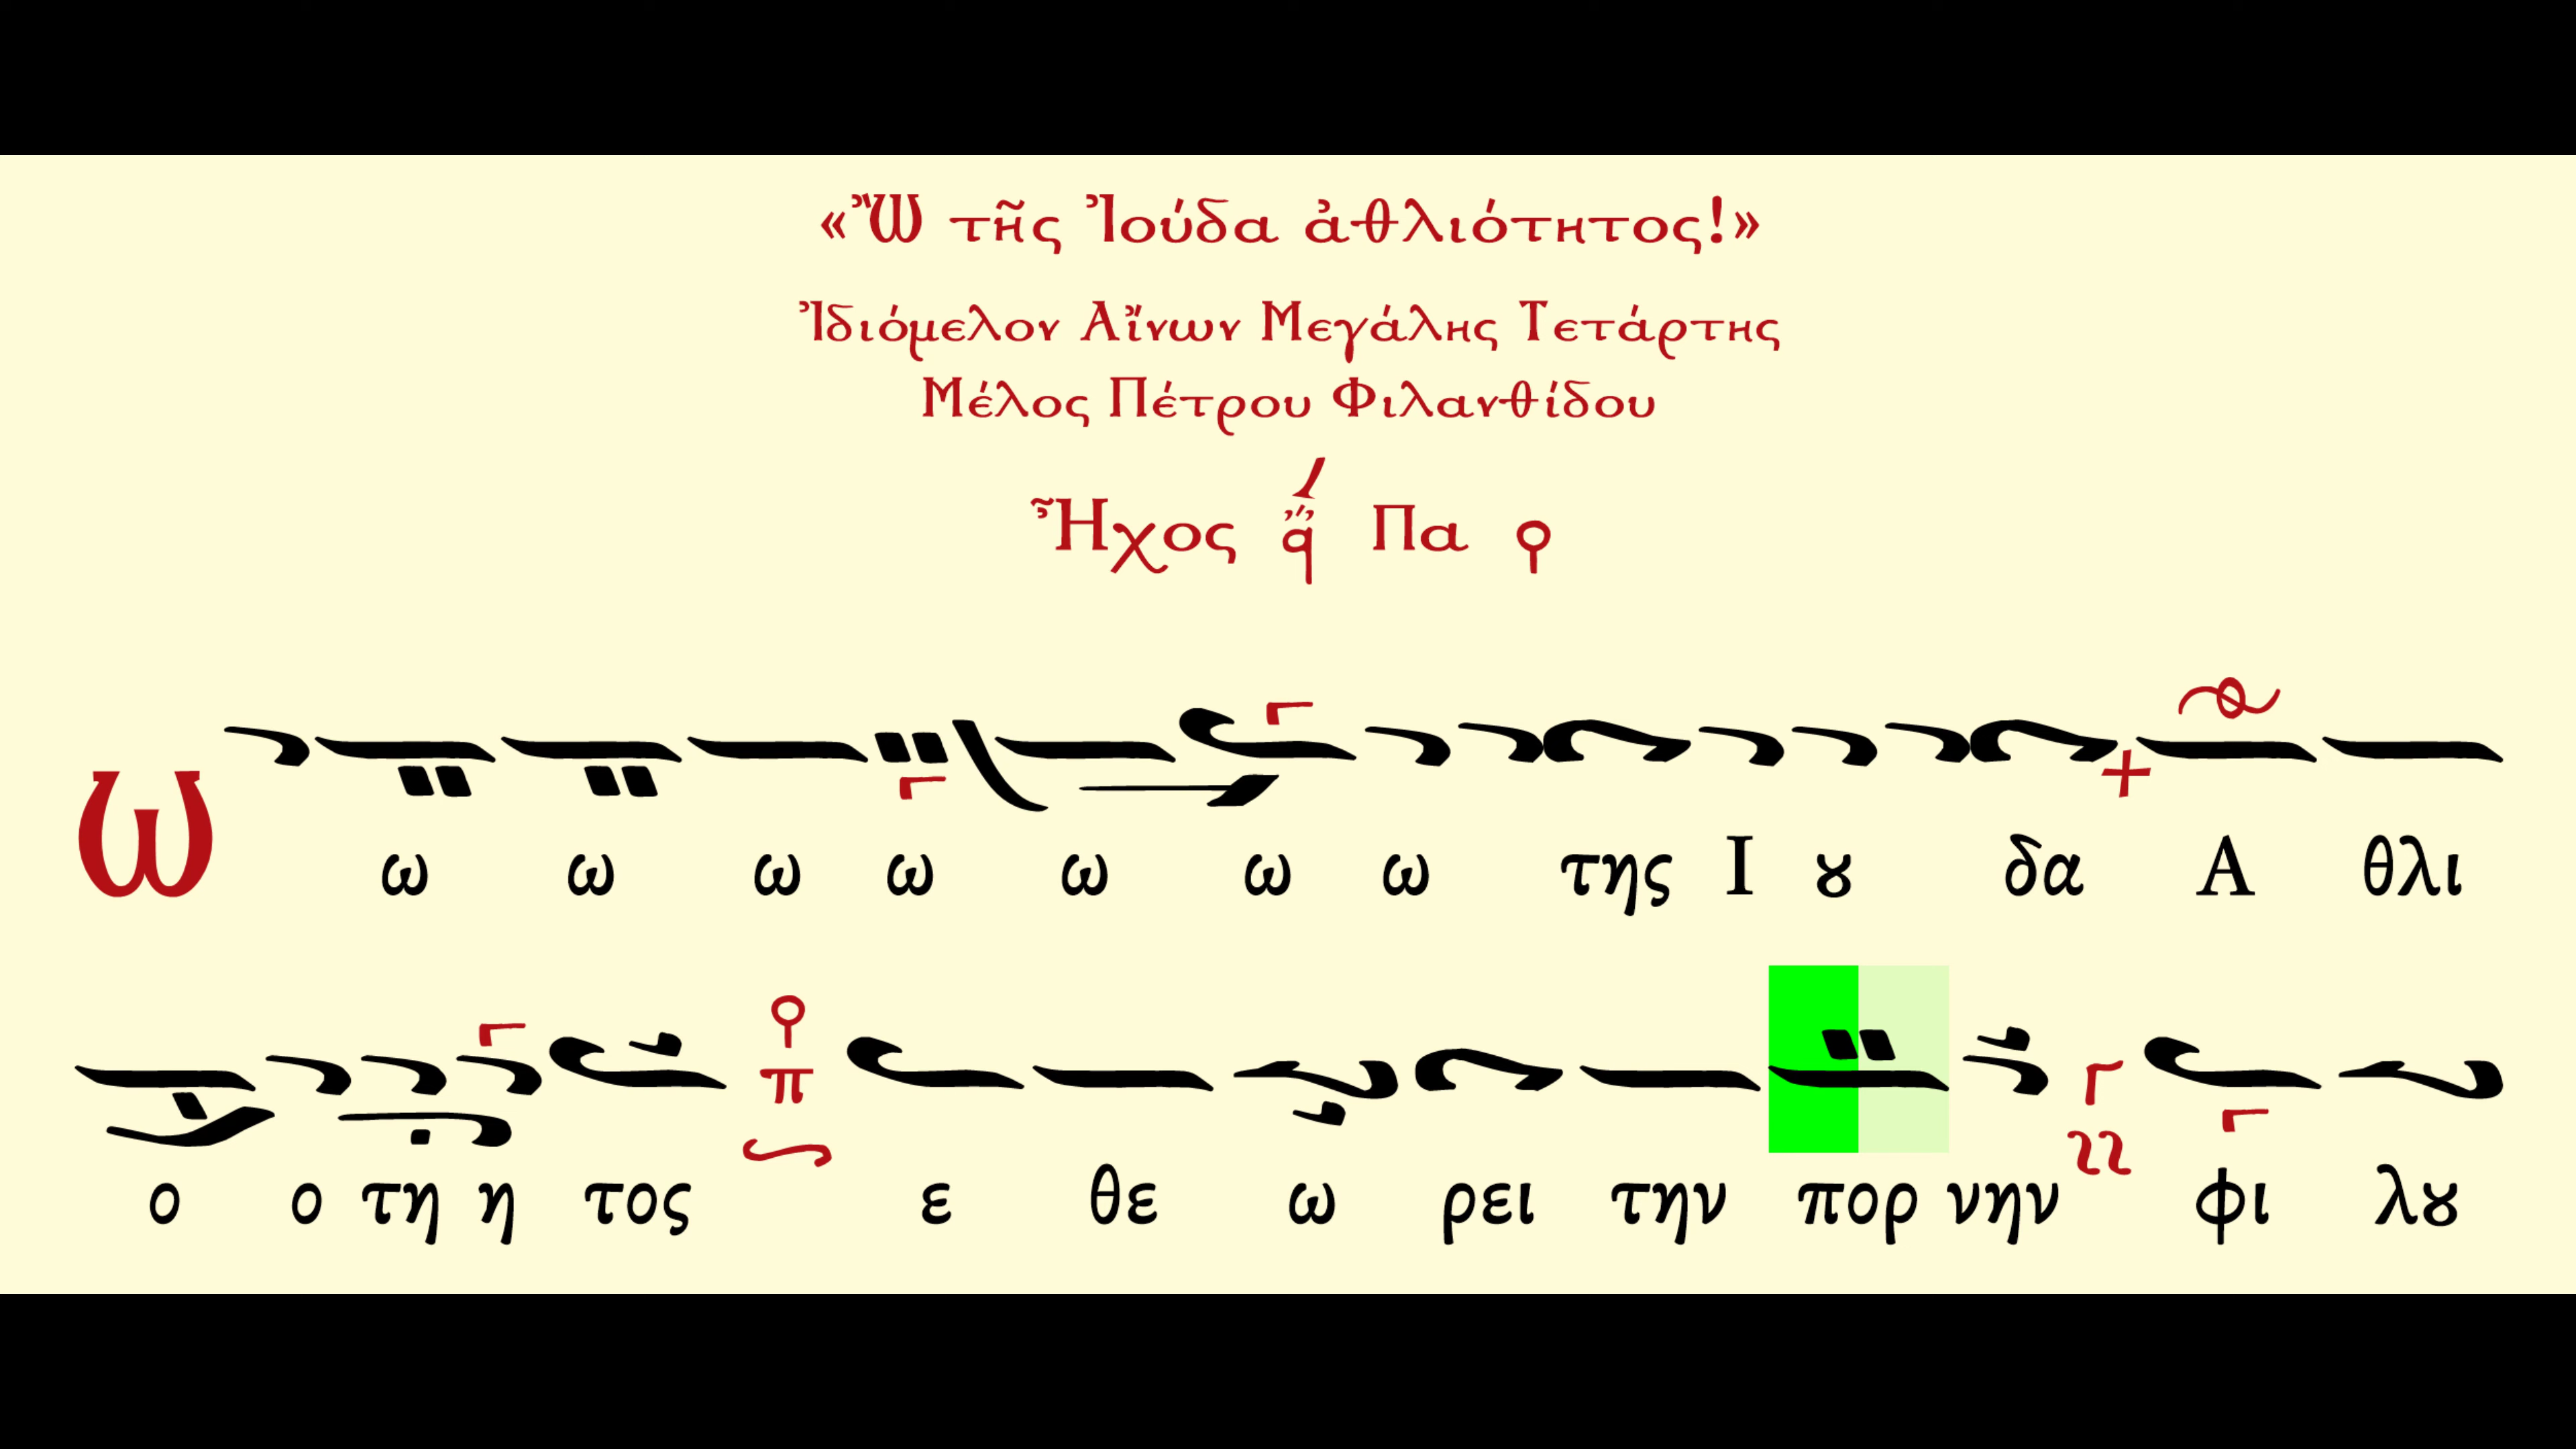 «Ὢ τῆς Ἰούδα ἀθλιότητος!»
Ἰδιόμελον Αἴνων Μεγάλης Τετάρτης
Μέλος Πέτρου Φιλανθίδου
Ἦχος Πα
Ω ω ω ω ω ω ω ω της Ι ȣ δα Α θλι
ο ο τη η τος π ε θε ω ρει την πορ νην Γ φι λȣ